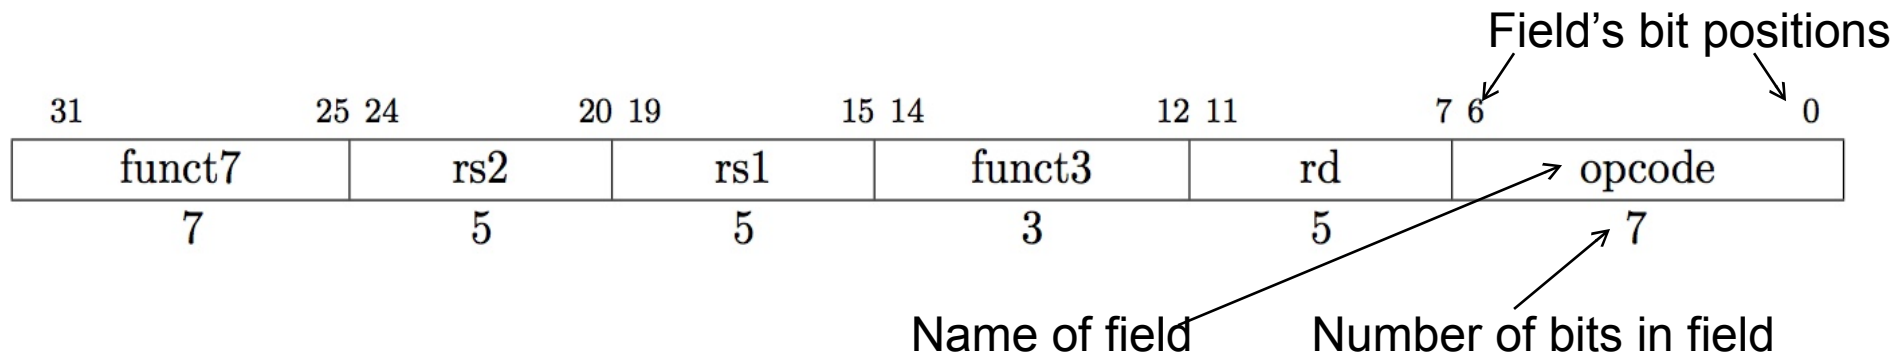 Field’s bit positions
31 25 24 20 19 15 14 12 11 7 6 0
funct7 rs2 rs1 funct3 rd opcode
7 5 5 3 5 7
Name of field Number of bits in field